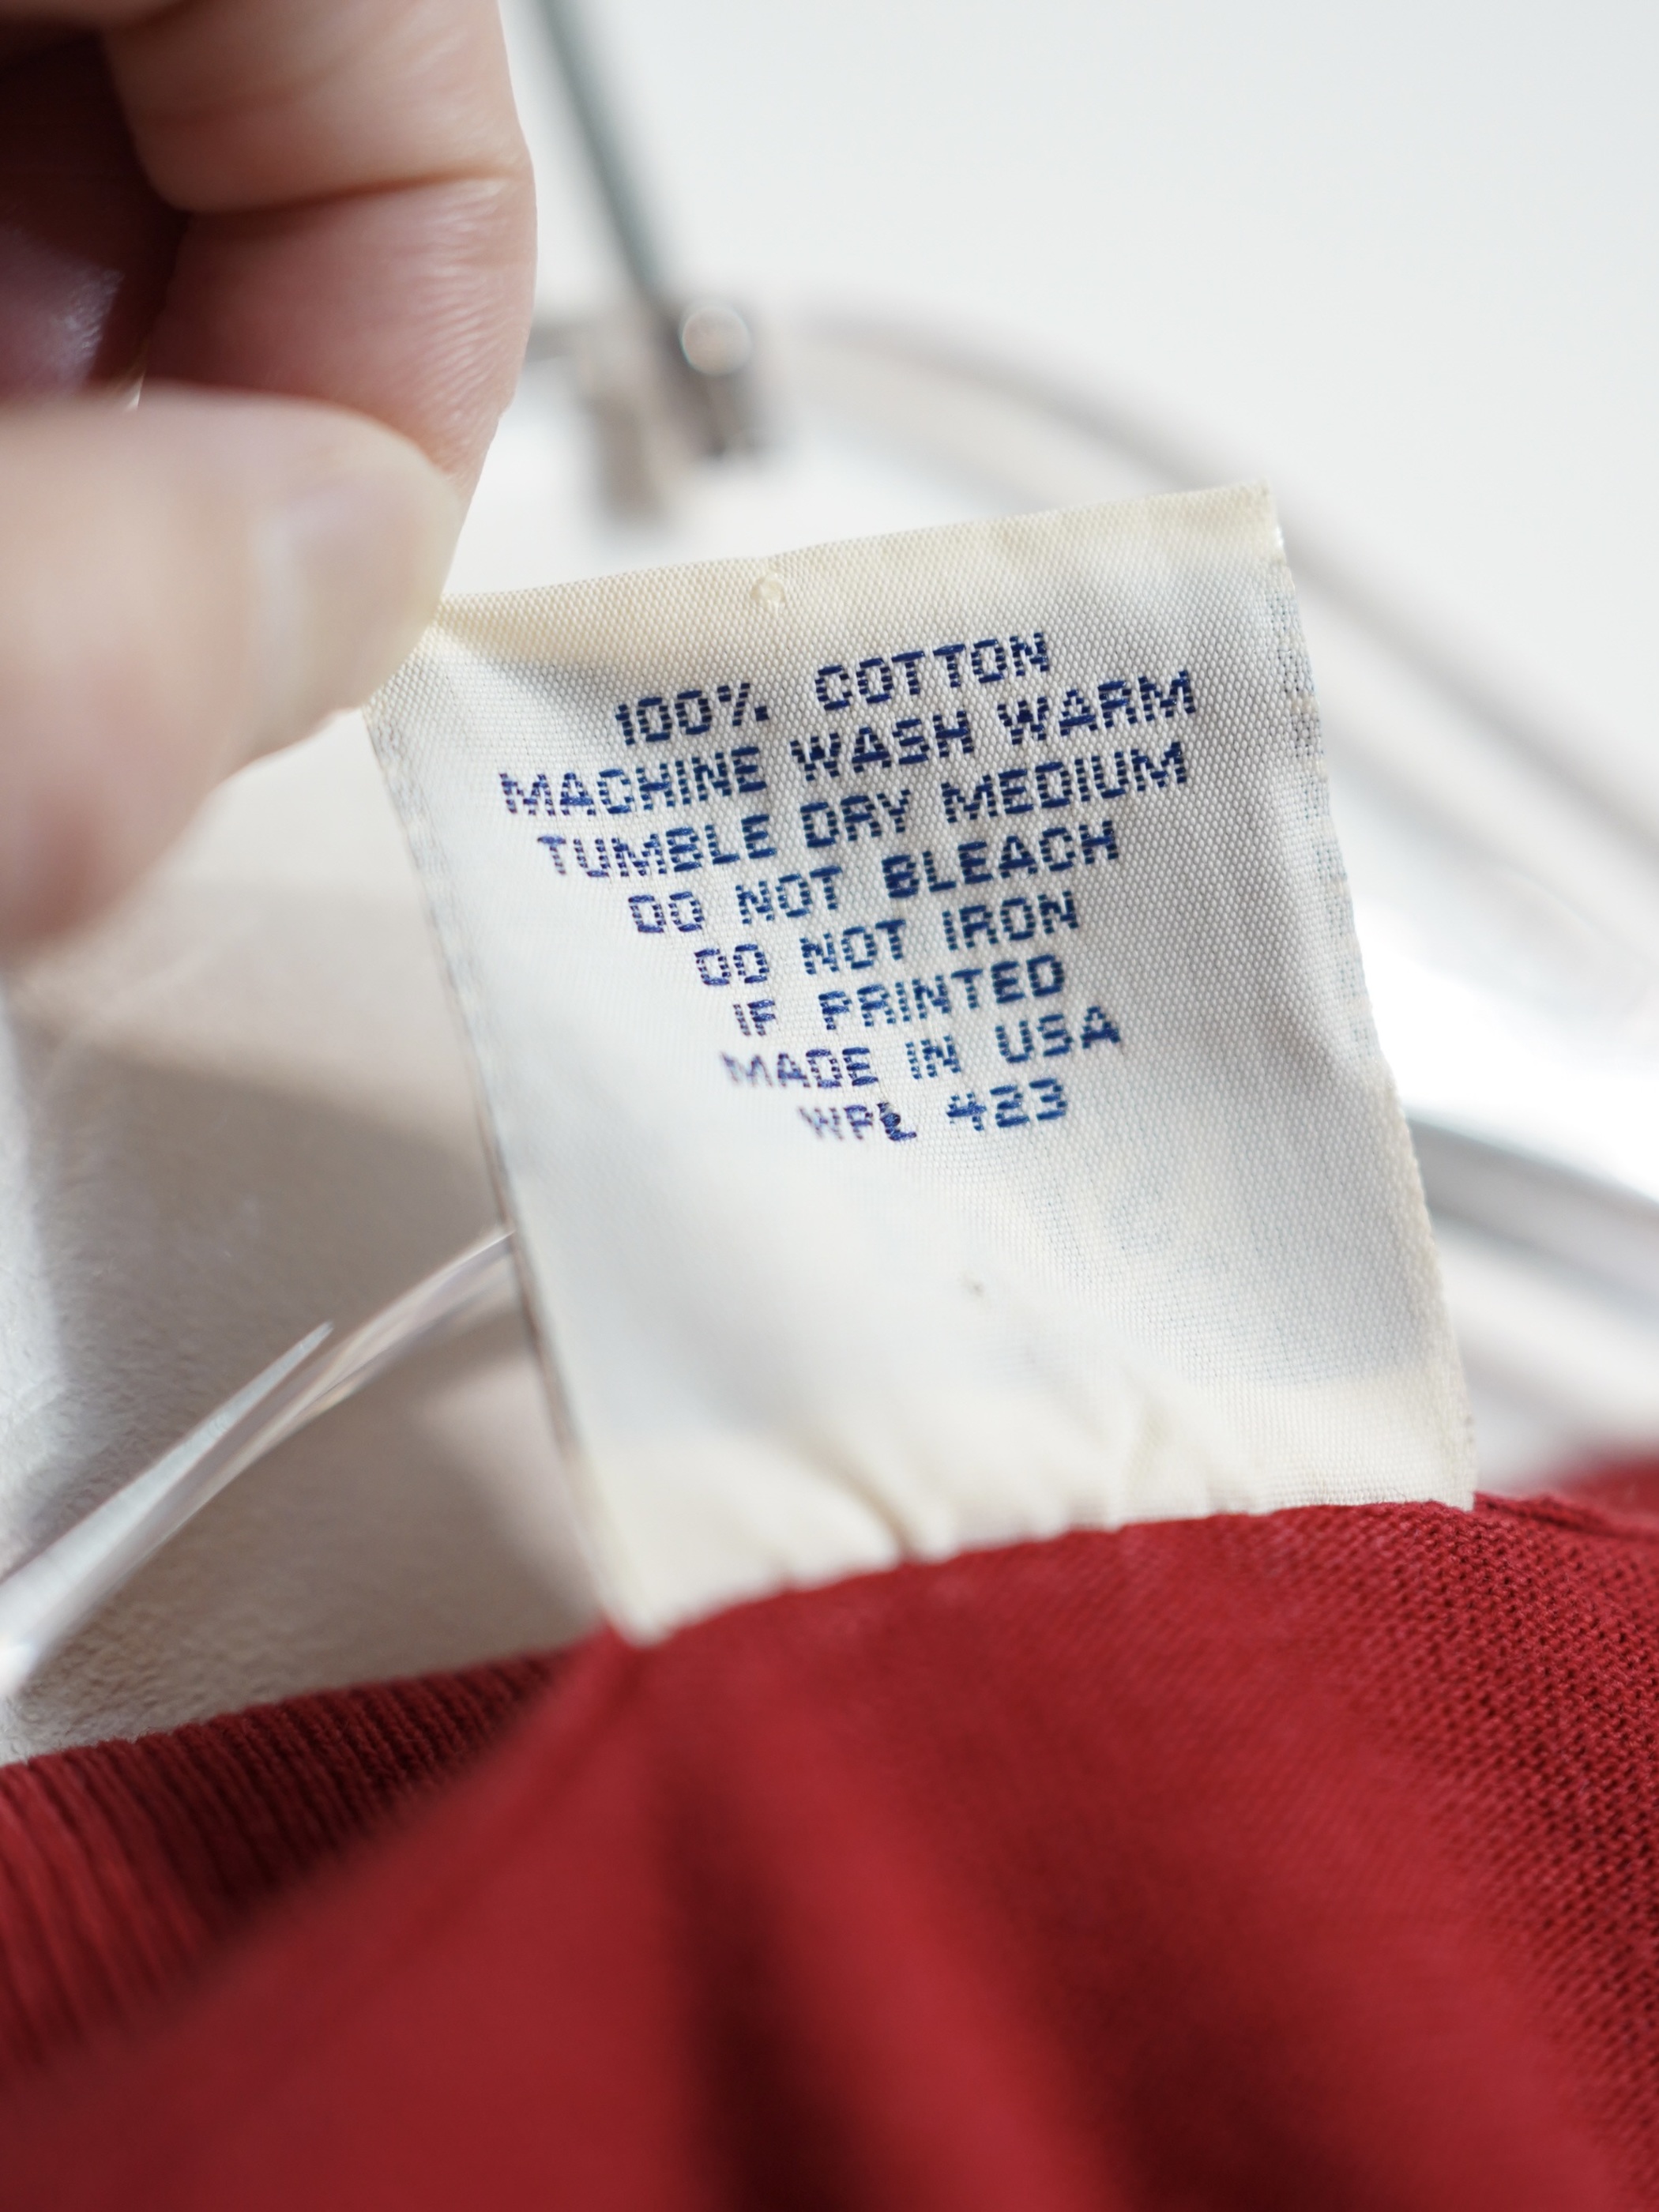 100% COTTON
MACHINE WASH WARM
TUMBLE DRY MEDIUM
DO NOT BLEACH
DO NOT IRON
IF PRINTED
MADE IN USA
WPL 423